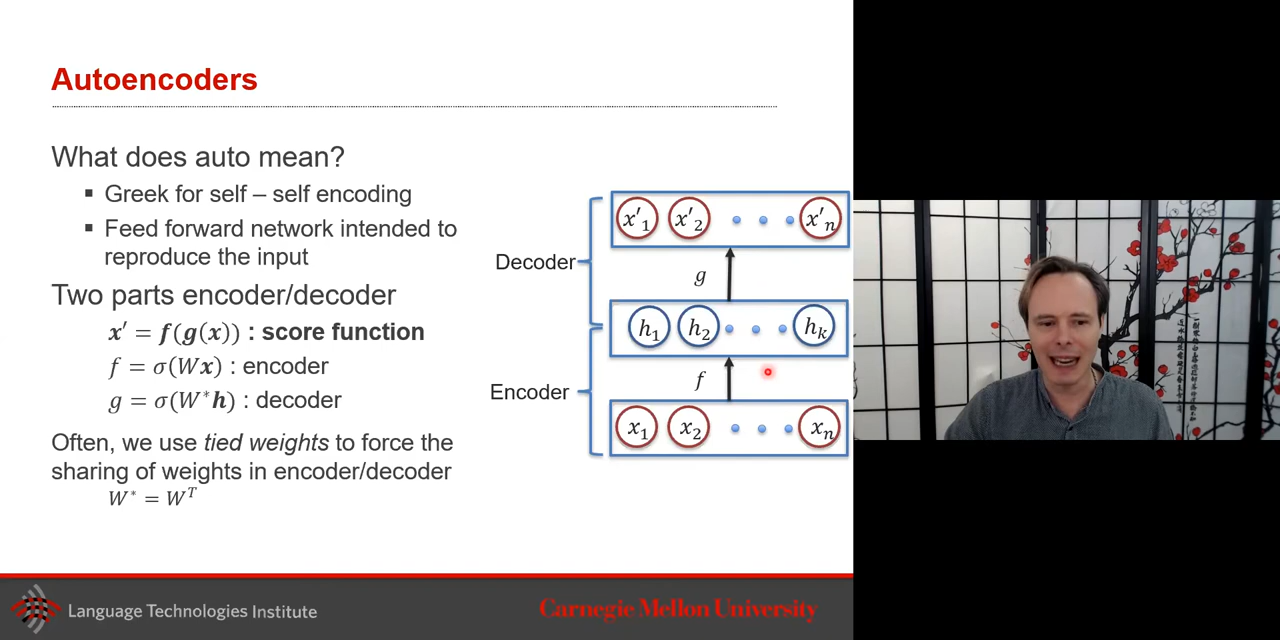 Autoencoders
What does auto mean?
▪ Greek for self – self encoding
▪ Feed forward network intended to
reproduce the input
Two parts encoder/decoder
x′ = f(g(x)) : score function
f = σ(Wx) : encoder
g = σ(W*h) : decoder
Often, we use tied weights to force the
sharing of weights in encoder/decoder
W* = Wᵀ
x′₁ x′₂ x′ₙ
Decoder
g
h₁ h₂ hₖ
Encoder
f
x₁ x₂ xₙ
Language Technologies Institute
Carnegie Mellon University